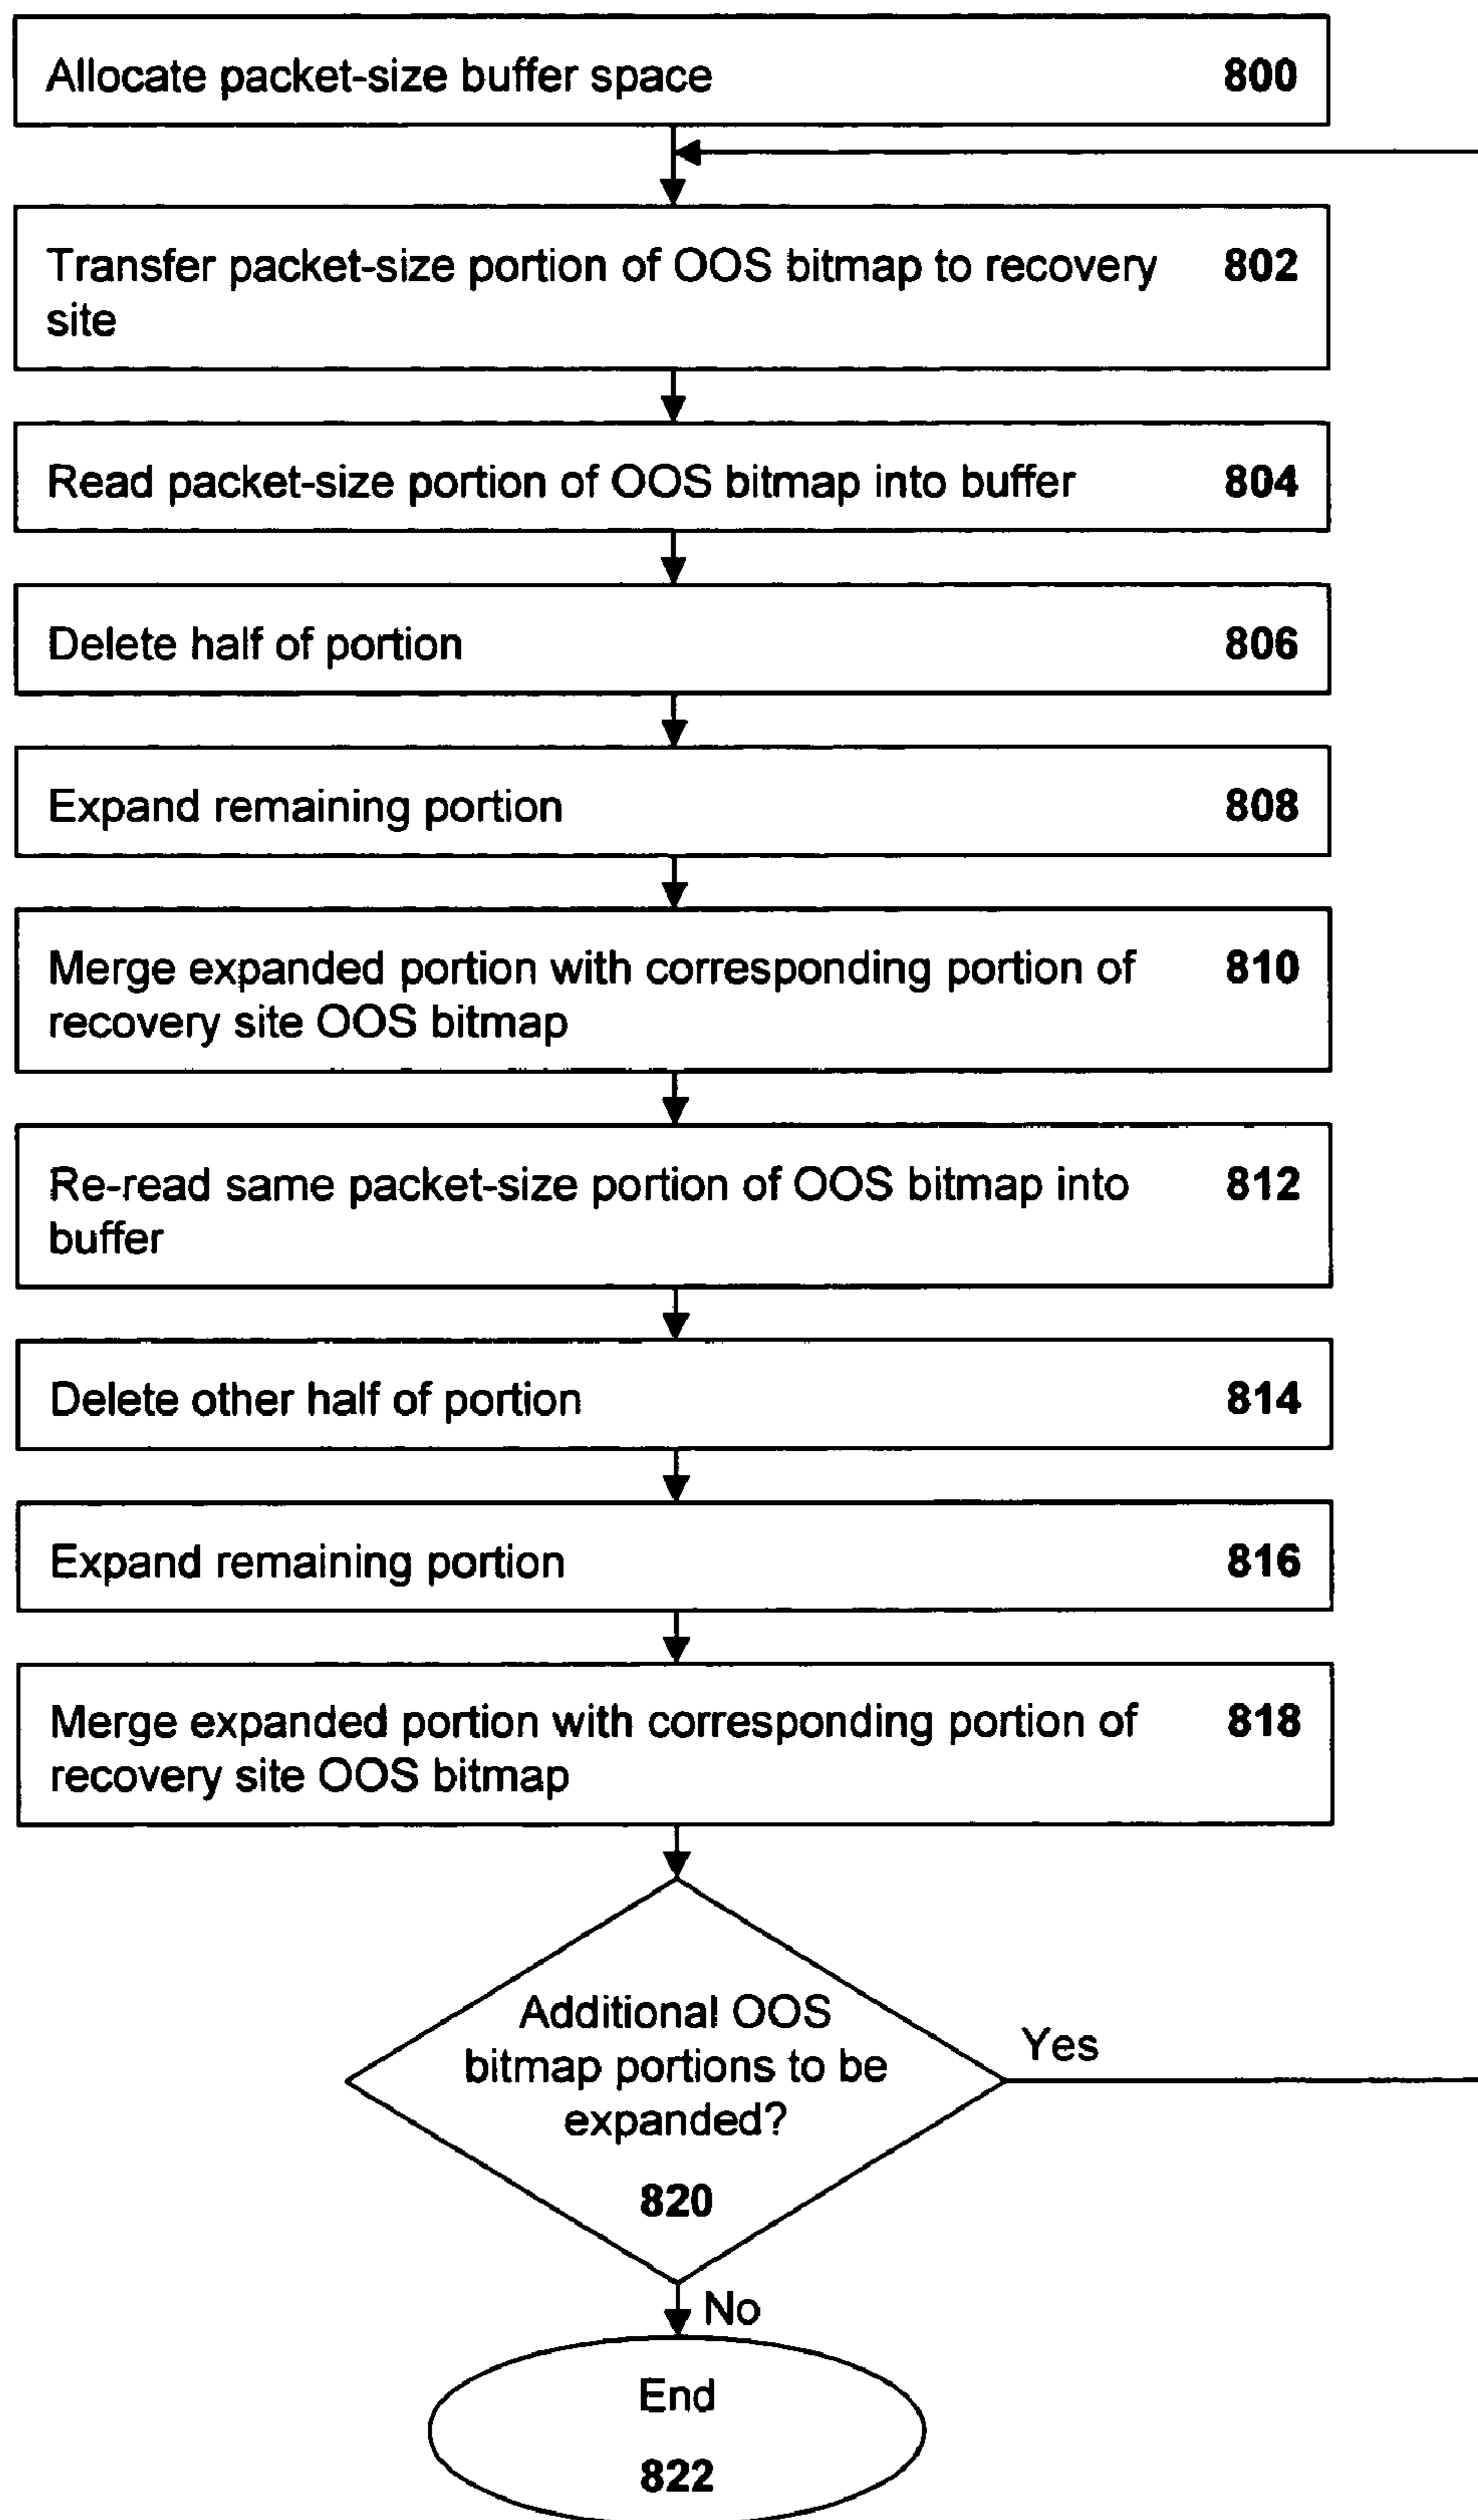 Allocate packet-size buffer space 800
Transfer packet-size portion of OOS bitmap to recovery 802
site
Read packet-size portion of OOS bitmap into buffer 804
Delete half of portion 806
Expand remaining portion 808
Merge expanded portion with corresponding portion of 810
recovery site OOS bitmap
Re-read same packet-size portion of OOS bitmap into 812
buffer
Delete other half of portion 814
Expand remaining portion 816
Merge expanded portion with corresponding portion of 818
recovery site OOS bitmap
Additional OOS
bitmap portions to be
expanded?
820
Yes
No
End
822